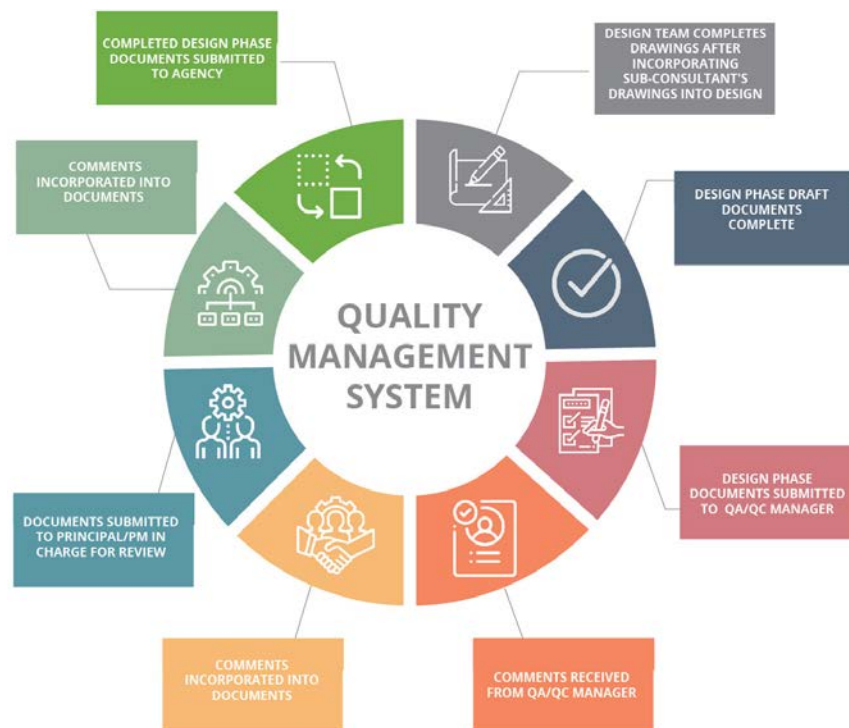 COMPLETED DESIGN PHASE
DOCUMENTS SUBMITTED
TO AGENCY
DESIGN TEAM COMPLETES
DRAWINGS AFTER
INCORPORATING
SUB-CONSULTANT'S
DRAWINGS INTO DESIGN
COMMENTS
INCORPORATED INTO
DOCUMENTS
DESIGN PHASE DRAFT
DOCUMENTS
COMPLETE
QUALITY
MANAGEMENT
SYSTEM
DOCUMENTS SUBMITTED
TO PRINCIPAL/PM IN
CHARGE FOR REVIEW
DESIGN PHASE
DOCUMENTS SUBMITTED
TO QA/QC MANAGER
COMMENTS
INCORPORATED INTO
DOCUMENTS
COMMENTS RECEIVED
FROM QA/QC MANAGER